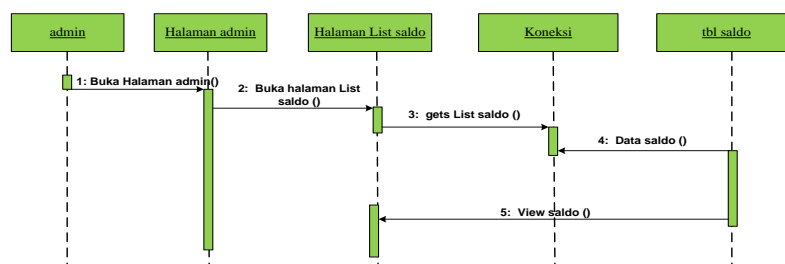 admin
Halaman admin
Halaman List saldo
Koneksi
tbl saldo
1: Buka Halaman admin()
2: Buka halaman List
saldo ()
3: gets List saldo ()
4: Data saldo ()
5: View saldo ()